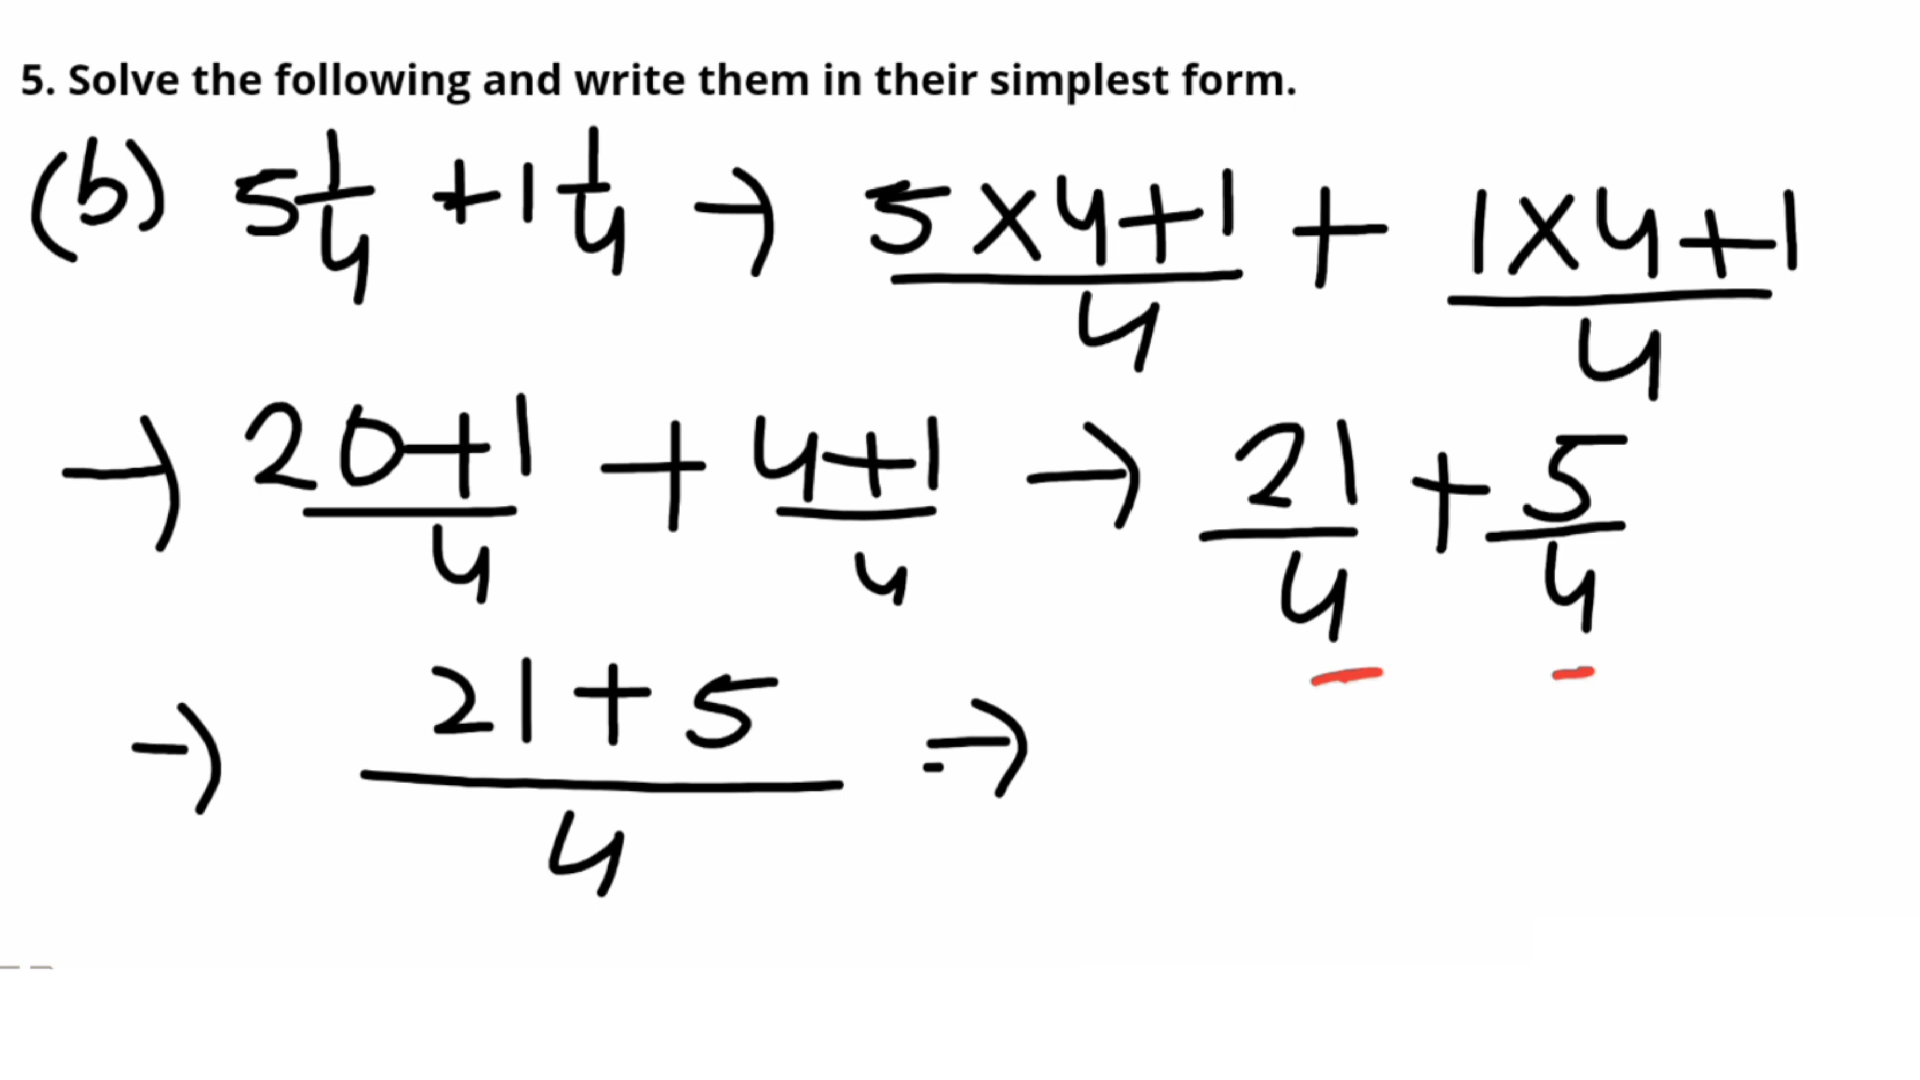 5. Solve the following and write them in their simplest form.
(b) 5 1/4 + 1 1/4 → (5×4+1)/4 + (1×4+1)/4
→ (20+1)/4 + (4+1)/4 → 21/4 + 5/4
→ (21+5)/4 ⇒